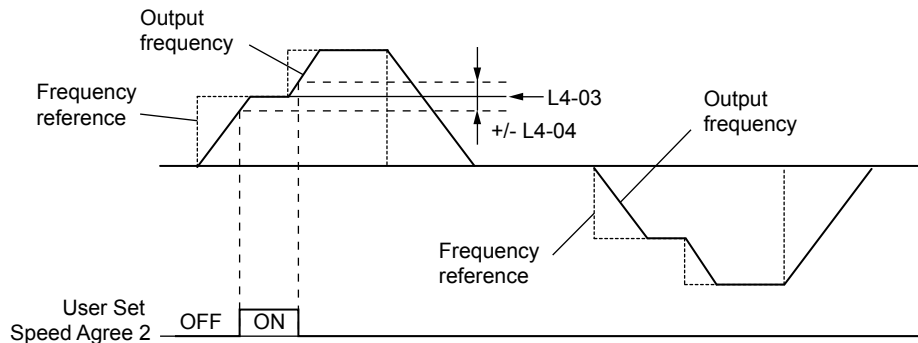 Output
frequency
Frequency
reference
L4-03
+/- L4-04
Output
frequency
Frequency
reference
User Set
Speed Agree 2
OFF
ON